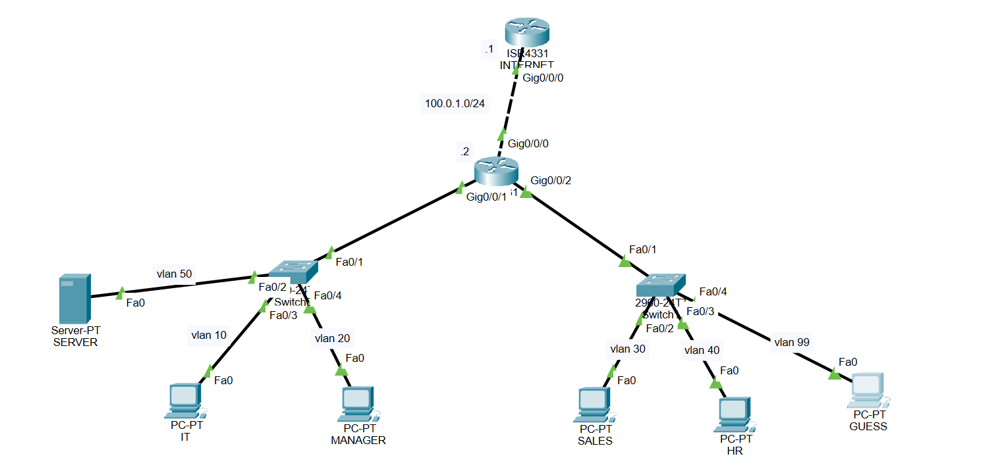 .1
ISR4331
INTERNET
Gig0/0/0
100.0.1.0/24
Gig0/0/0
.2
Gig0/0/2
Gig0/0/1
Fa0/1
Fa0/1
vlan 50
Fa0/2
Fa0/4
Switch
Fa0/3
Fa0
Server-PT
SERVER
vlan 10
vlan 20
Fa0
Fa0
PC-PT
IT
PC-PT
MANAGER
Fa0/4
2960-24TT
Fa0/3
Switch
Fa0/2
vlan 30
vlan 40
vlan 99
Fa0
Fa0
Fa0
PC-PT
SALES
PC-PT
HR
PC-PT
GUESS